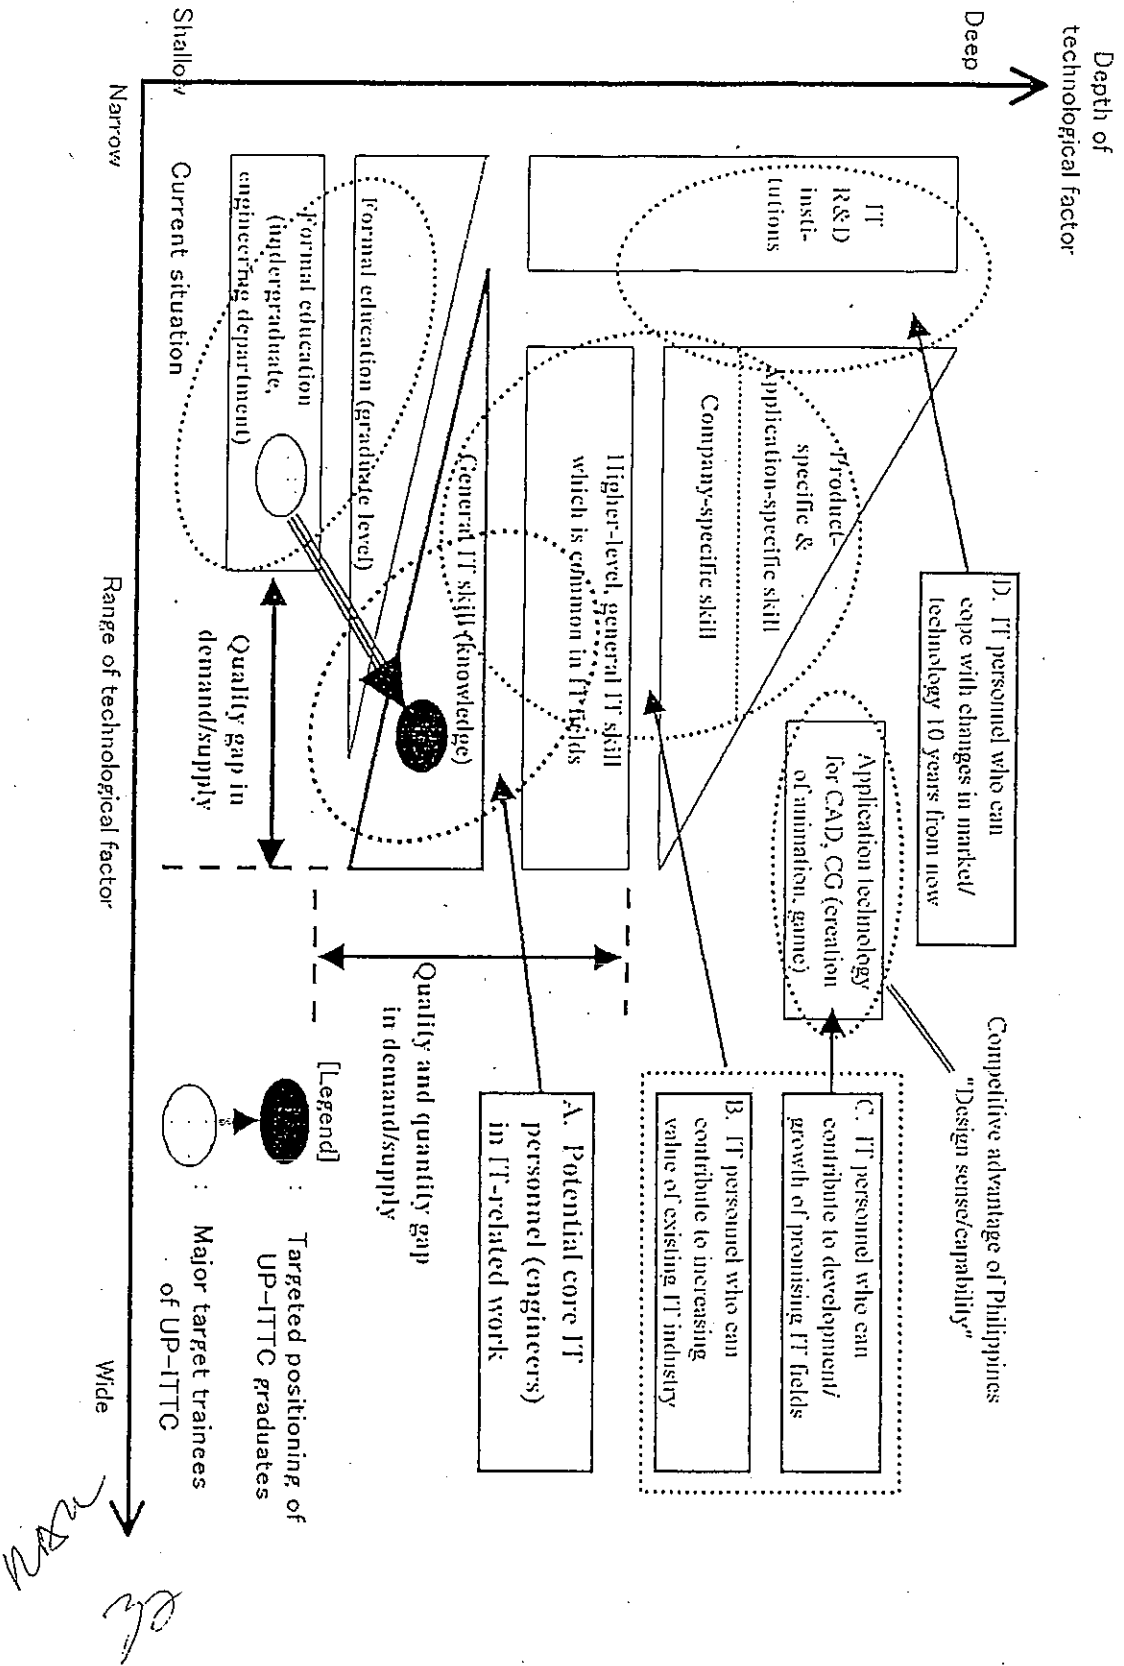 Depth of
technological factor
Deep
Shallow
Narrow
Range of technological factor
Wide
IT
R&D
insti-
tutions
D. IT personnel who can
cope with changes in market/
technology 10 years from now
Competitive advantage of Philippines
"Design sense/capability"
Application technology
for CAD, CG (creation
of animation, game)
C. IT personnel who can
contribute to development/
growth of promising IT fields
Product-
specific &
Application-specific skill
Company-specific skill
B. IT personnel who can
contribute to increasing
value of existing IT industry
Higher-level, general IT skill
which is common in IT fields
A. Potential core IT
personnel (engineers)
in IT-related work
General IT skill (knowledge)
Quality and quantity gap
in demand/supply
Formal education (graduate level)
Formal education
(undergraduate,
engineering department)
Quality gap in
demand/supply
Current situation
[Legend]
: Targeted positioning of
UP-ITTC graduates
: Major target trainees
of UP-ITTC